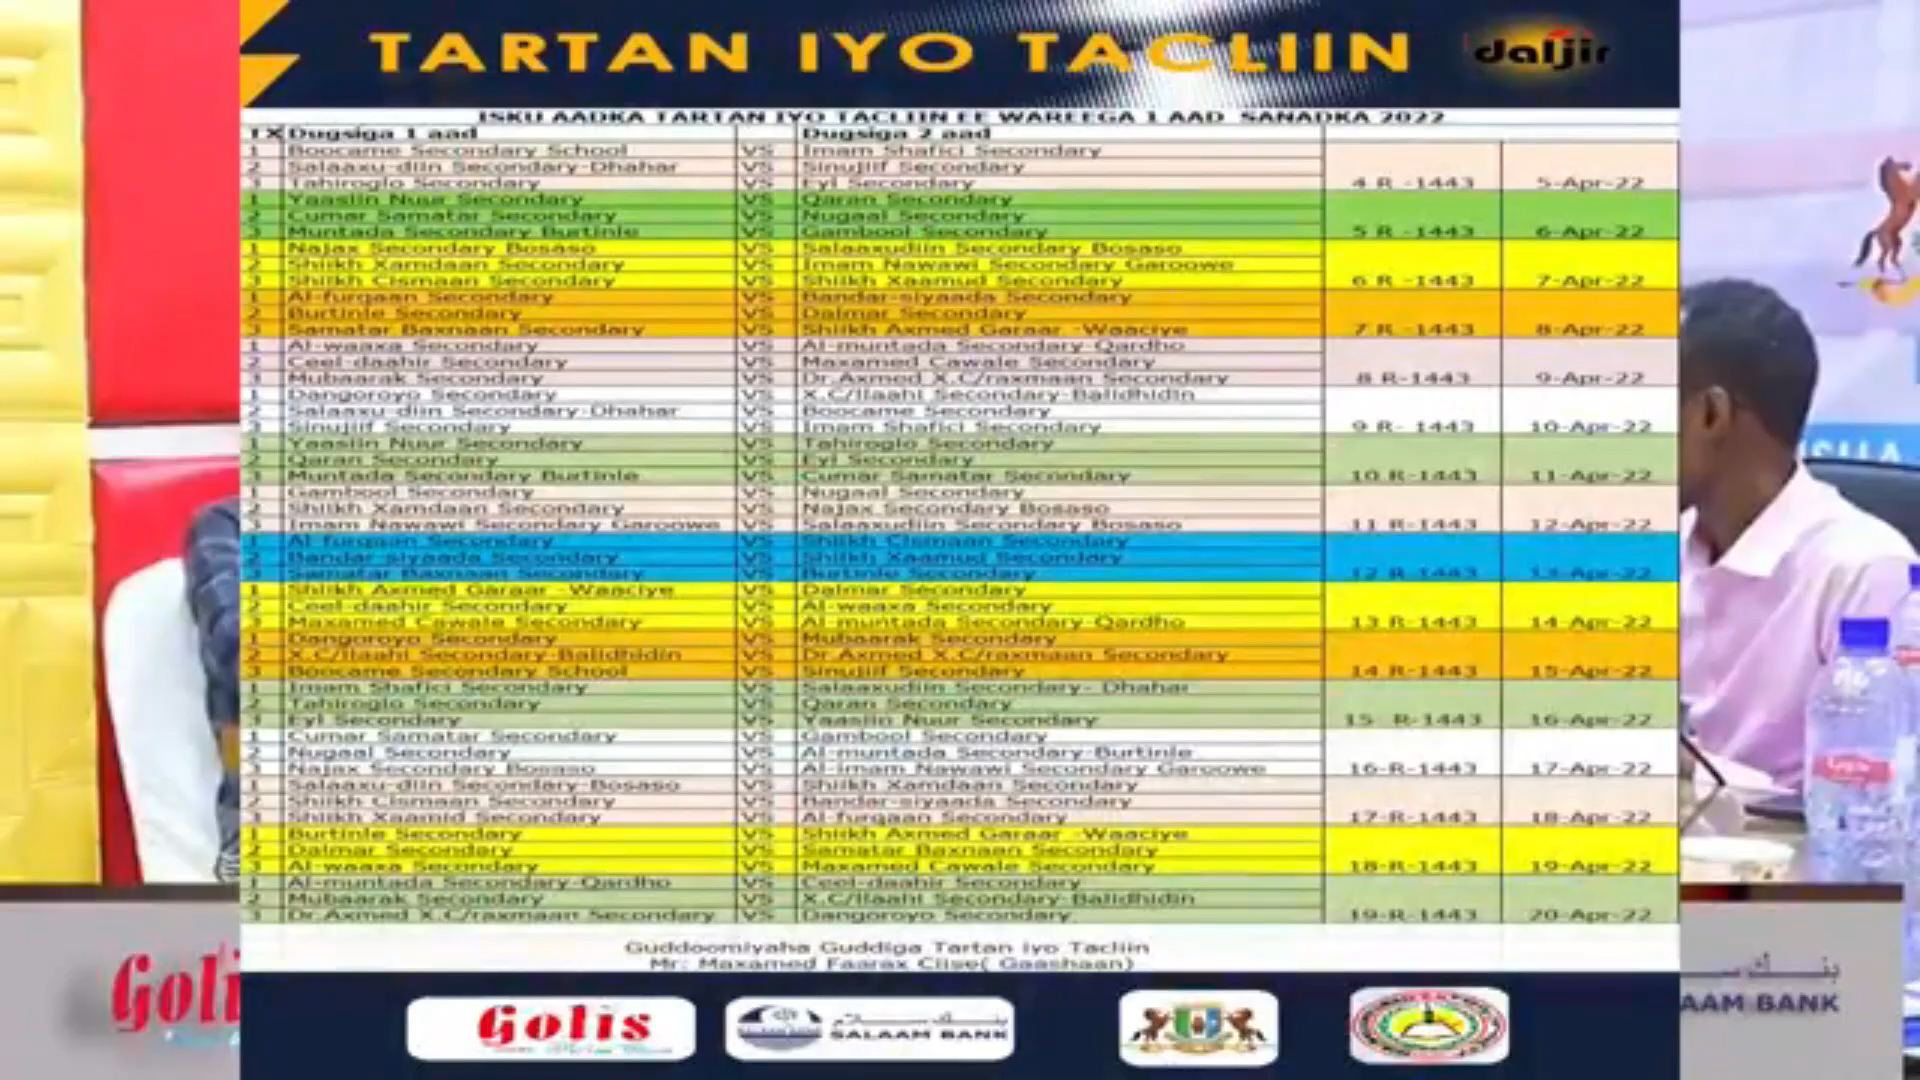 TARTAN IYO TACLIIN
daljir
ISKU AADKA TARTAN IYO TACLIIN EE WAREEGA 1 AAD SANADKA 2022
TX Dugsiga 1 aad Dugsiga 2 aad
1 Boocame Secondary School VS Imam Shafici Secondary
2 Salaaxu-diin Secondary-Dhahar VS Sinujiif Secondary
3 Tahiroglo Secondary VS Eyl Secondary 4 R -1443 5-Apr-22
1 Yaasiin Nuur Secondary VS Qaran Secondary
2 Cumar Samatar Secondary VS Nugaal Secondary
3 Muntada Secondary Burtinle VS Gambool Secondary 5 R -1443 6-Apr-22
1 Najax Secondary Bosaso VS Salaaxudiin Secondary Bosaso
2 Shiikh Xamdaan Secondary VS Imam Nawawi Secondary Garoowe
3 Shiikh Cismaan Secondary VS Shiikh Xaamud Secondary 6 R -1443 7-Apr-22
1 Al-furqaan Secondary VS Bandar-siyaada Secondary
2 Burtinle Secondary VS Dalmar Secondary
3 Samatar Baxnaan Secondary VS Shiikh Axmed Garaar -Waaciye 7 R -1443 8-Apr-22
1 Al-waaxa Secondary VS Al-muntada Secondary-Qardho
2 Ceel-daahir Secondary VS Maxamed Cawale Secondary
3 Mubaarak Secondary VS Dr.Axmed X.C/raxmaan Secondary 8 R-1443 9-Apr-22
1 Dangoroyo Secondary VS X.C/llaahi Secondary-Balidhidin
2 Salaaxu-diin Secondary-Dhahar VS Boocame Secondary
3 Sinujiif Secondary VS Imam Shafici Secondary 9 R- 1443 10-Apr-22
1 Yaasiin Nuur Secondary VS Tahiroglo Secondary
2 Qaran Secondary VS Eyl Secondary
3 Muntada Secondary Burtinle VS Cumar Samatar Secondary 10 R-1443 11-Apr-22
1 Gambool Secondary VS Nugaal Secondary
2 Shiikh Xamdaan Secondary VS Najax Secondary Bosaso
3 Imam Nawawi Secondary Garoowe VS Salaaxudiin Secondary Bosaso 11 R-1443 12-Apr-22
1 Al-furqaan Secondary VS Shiikh Cismaan Secondary
2 Bandar siyaada Secondary VS Shiikh Xaamud Secondary
3 Samatar Baxnaan Secondary VS Burtinle Secondary 12 R-1443 13-Apr-22
1 Shiikh Axmed Garaar -Waaciye VS Dalmar Secondary
2 Ceel-daahir Secondary VS Al-waaxa Secondary
3 Maxamed Cawale Secondary VS Al-muntada Secondary-Qardho 13 R-1443 14-Apr-22
1 Dangoroyo Secondary VS Mubaarak Secondary
2 X.C/llaahi Secondary-Balidhidin VS Dr.Axmed X.C/raxmaan Secondary
3 Boocame Secondary School VS Sinujiif Secondary 14 R-1443 15-Apr-22
1 Imam Shafici Secondary VS Salaaxudiin Secondary- Dhahar
2 Tahiroglo Secondary VS Qaran Secondary
3 Eyl Secondary VS Yaasiin Nuur Secondary 15 R-1443 16-Apr-22
1 Cumar Samatar Secondary VS Gambool Secondary
2 Nugaal Secondary VS Al-muntada Secondary-Burtinle
3 Najax Secondary Bosaso VS Al-imam Nawawi Secondary Garoowe 16-R-1443 17-Apr-22
1 Salaaxu-diin Secondary-Bosaso VS Shiikh Xamdaan Secondary
2 Shiikh Cismaan Secondary VS Bandar-siyaada Secondary
3 Shiikh Xaamid Secondary VS Al-furqaan Secondary 17-R-1443 18-Apr-22
1 Burtinle Secondary VS Shiikh Axmed Garaar -Waaciye
2 Dalmar Secondary VS Samatar Baxnaan Secondary
3 Al-waaxa Secondary VS Maxamed Cawale Secondary 18-R-1443 19-Apr-22
1 Al-muntada Secondary-Qardho VS Ceel-daahir Secondary
2 Mubaarak Secondary VS X.C/llaahi Secondary-Balidhidin
3 Dr.Axmed X.C/raxmaan Secondary VS Dangoroyo Secondary 19-R-1443 20-Apr-22
Guddoomiyaha Guddiga Tartan iyo Tacliin
Mr: Maxamed Faarax Ciise( Gaashaan)
Golis
SALAAM BANK
Goli
AAM BANK